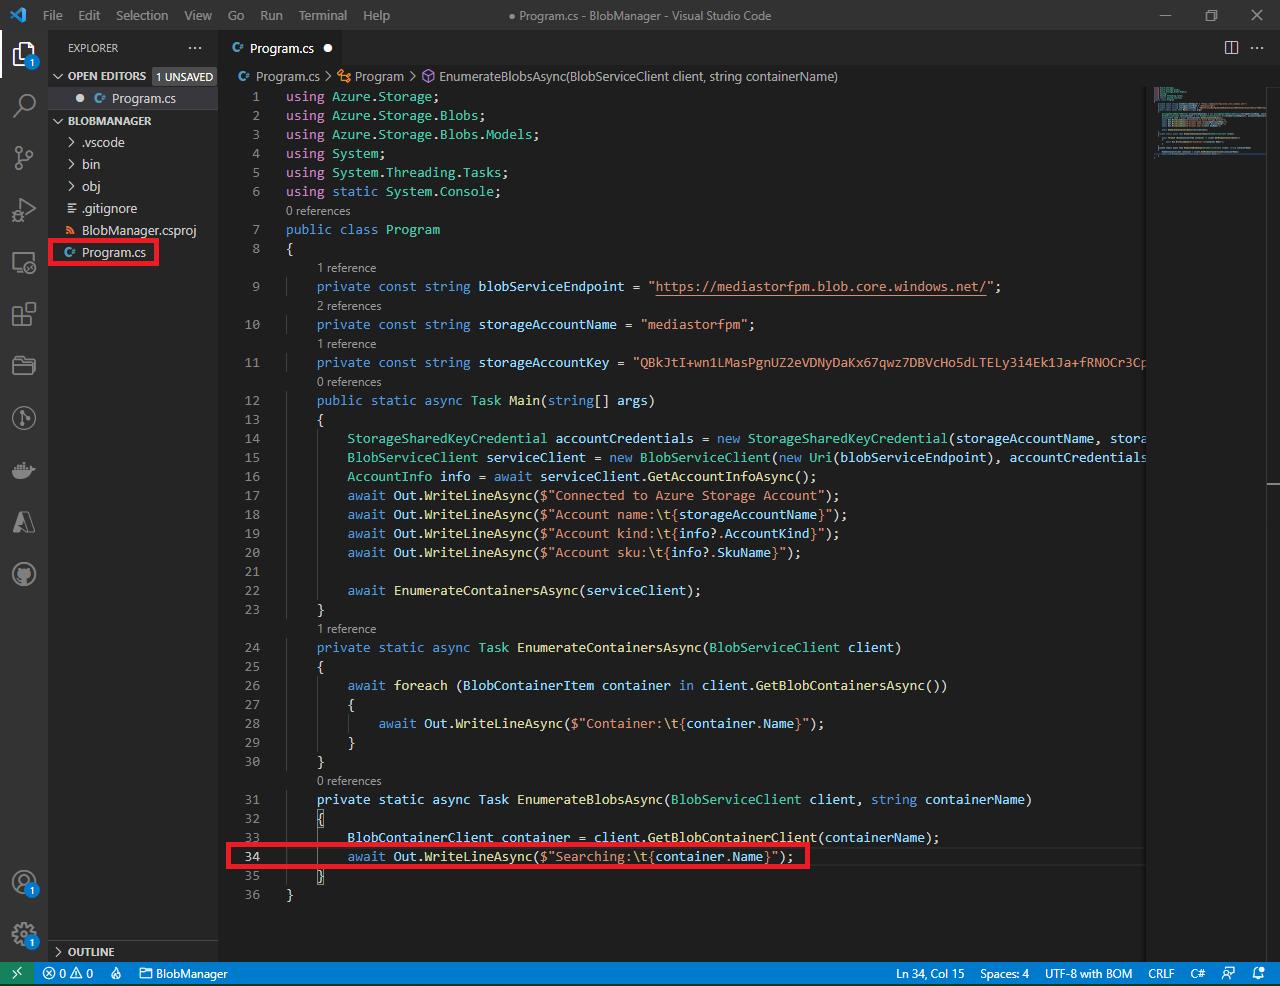 File Edit Selection View Go Run Terminal Help
● Program.cs - BlobManager - Visual Studio Code
EXPLORER ···
OPEN EDITORS 1 UNSAVED
● C# Program.cs
BLOBMANAGER
.vscode
bin
obj
.gitignore
BlobManager.csproj
C# Program.cs
OUTLINE
1
1
1
C# Program.cs ●
C# Program.cs > Program > EnumerateBlobsAsync(BlobServiceClient client, string containerName)
1 using Azure.Storage;
2 using Azure.Storage.Blobs;
3 using Azure.Storage.Blobs.Models;
4 using System;
5 using System.Threading.Tasks;
6 using static System.Console;
0 references
7 public class Program
8 {
1 reference
9 private const string blobServiceEndpoint = "https://mediastorfpm.blob.core.windows.net/";
2 references
10 private const string storageAccountName = "mediastorfpm";
1 reference
11 private const string storageAccountKey = "QBkJtI+wn1LMasPgnUZ2eVDNyDaKx67qwz7DBVcHo5dLTELy3i4Ek1Ja+fRNOCr3Cp
0 references
12 public static async Task Main(string[] args)
13 {
14 StorageSharedKeyCredential accountCredentials = new StorageSharedKeyCredential(storageAccountName, stora
15 BlobServiceClient serviceClient = new BlobServiceClient(new Uri(blobServiceEndpoint), accountCredentials
16 AccountInfo info = await serviceClient.GetAccountInfoAsync();
17 await Out.WriteLineAsync($"Connected to Azure Storage Account");
18 await Out.WriteLineAsync($"Account name:\t{storageAccountName}");
19 await Out.WriteLineAsync($"Account kind:\t{info?.AccountKind}");
20 await Out.WriteLineAsync($"Account sku:\t{info?.SkuName}");
21
22 await EnumerateContainersAsync(serviceClient);
23 }
1 reference
24 private static async Task EnumerateContainersAsync(BlobServiceClient client)
25 {
26 await foreach (BlobContainerItem container in client.GetBlobContainersAsync())
27 {
28 await Out.WriteLineAsync($"Container:\t{container.Name}");
29 }
30 }
0 references
31 private static async Task EnumerateBlobsAsync(BlobServiceClient client, string containerName)
32 {
33 BlobContainerClient container = client.GetBlobContainerClient(containerName);
34 await Out.WriteLineAsync($"Searching:\t{container.Name}");
35 }
36 }
0 0 BlobManager Ln 34, Col 15 Spaces: 4 UTF-8 with BOM CRLF C#